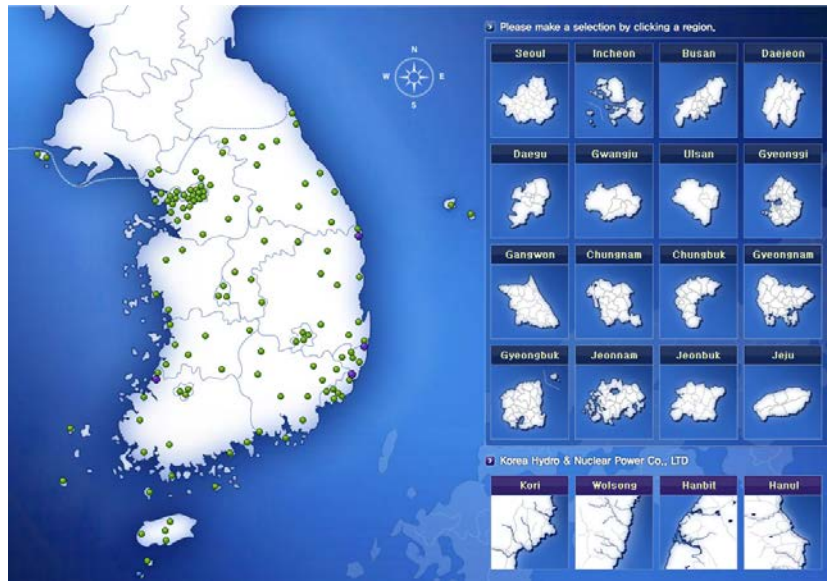 N
W E
S
Please make a selection by clicking a region.
Seoul Incheon Busan Daejeon
Daegu Gwangju Ulsan Gyeonggi
Gangwon Chungnam Chungbuk Gyeongnam
Gyeongbuk Jeonnam Jeonbuk Jeju
Korea Hydro & Nuclear Power Co., LTD
Kori Wolsong Hanbit Hanul